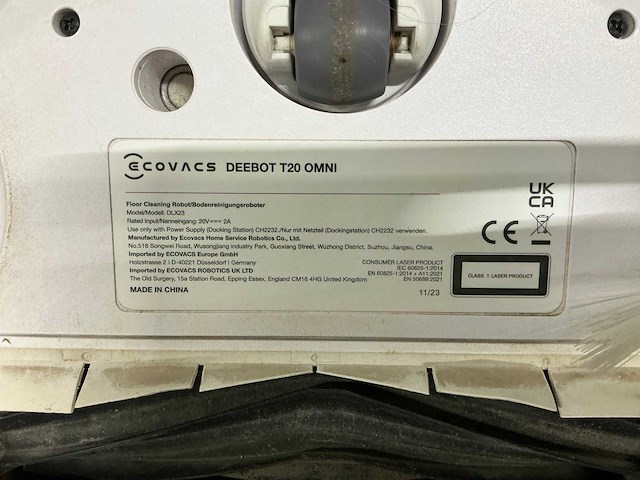 ECOVACS DEEBOT T20 OMNI
Floor Cleaning Robot/Bodenreinigungsroboter
Model/Modell: DLX23
Rated Input/Nenneingang: 20V⎓ 2A
Use only with Power Supply (Docking Station) CH2232./Nur mit Netzteil (Dockingstation) CH2232 verwenden.
Manufactured by Ecovacs Home Service Robotics Co., Ltd.
No.518 Songwei Road, Wusongjiang Industry Park, Guoxiang Street, Wuzhong District, Suzhou, Jiangsu, China.
Imported by ECOVACS Europe GmbH
Holzstrasse 2 I D-40221 Düsseldorf I Germany
Imported by ECOVACS ROBOTICS UK LTD
The Old Surgery, 15a Station Road, Epping Essex, England CM16 4HG United Kingdom
MADE IN CHINA
UK
CA
CE
CONSUMER LASER PRODUCT
IEC 60825-1:2014
EN 60825-1:2014 + A11:2021
EN 50689:2021
11/23
CLASS 1 LASER PRODUCT